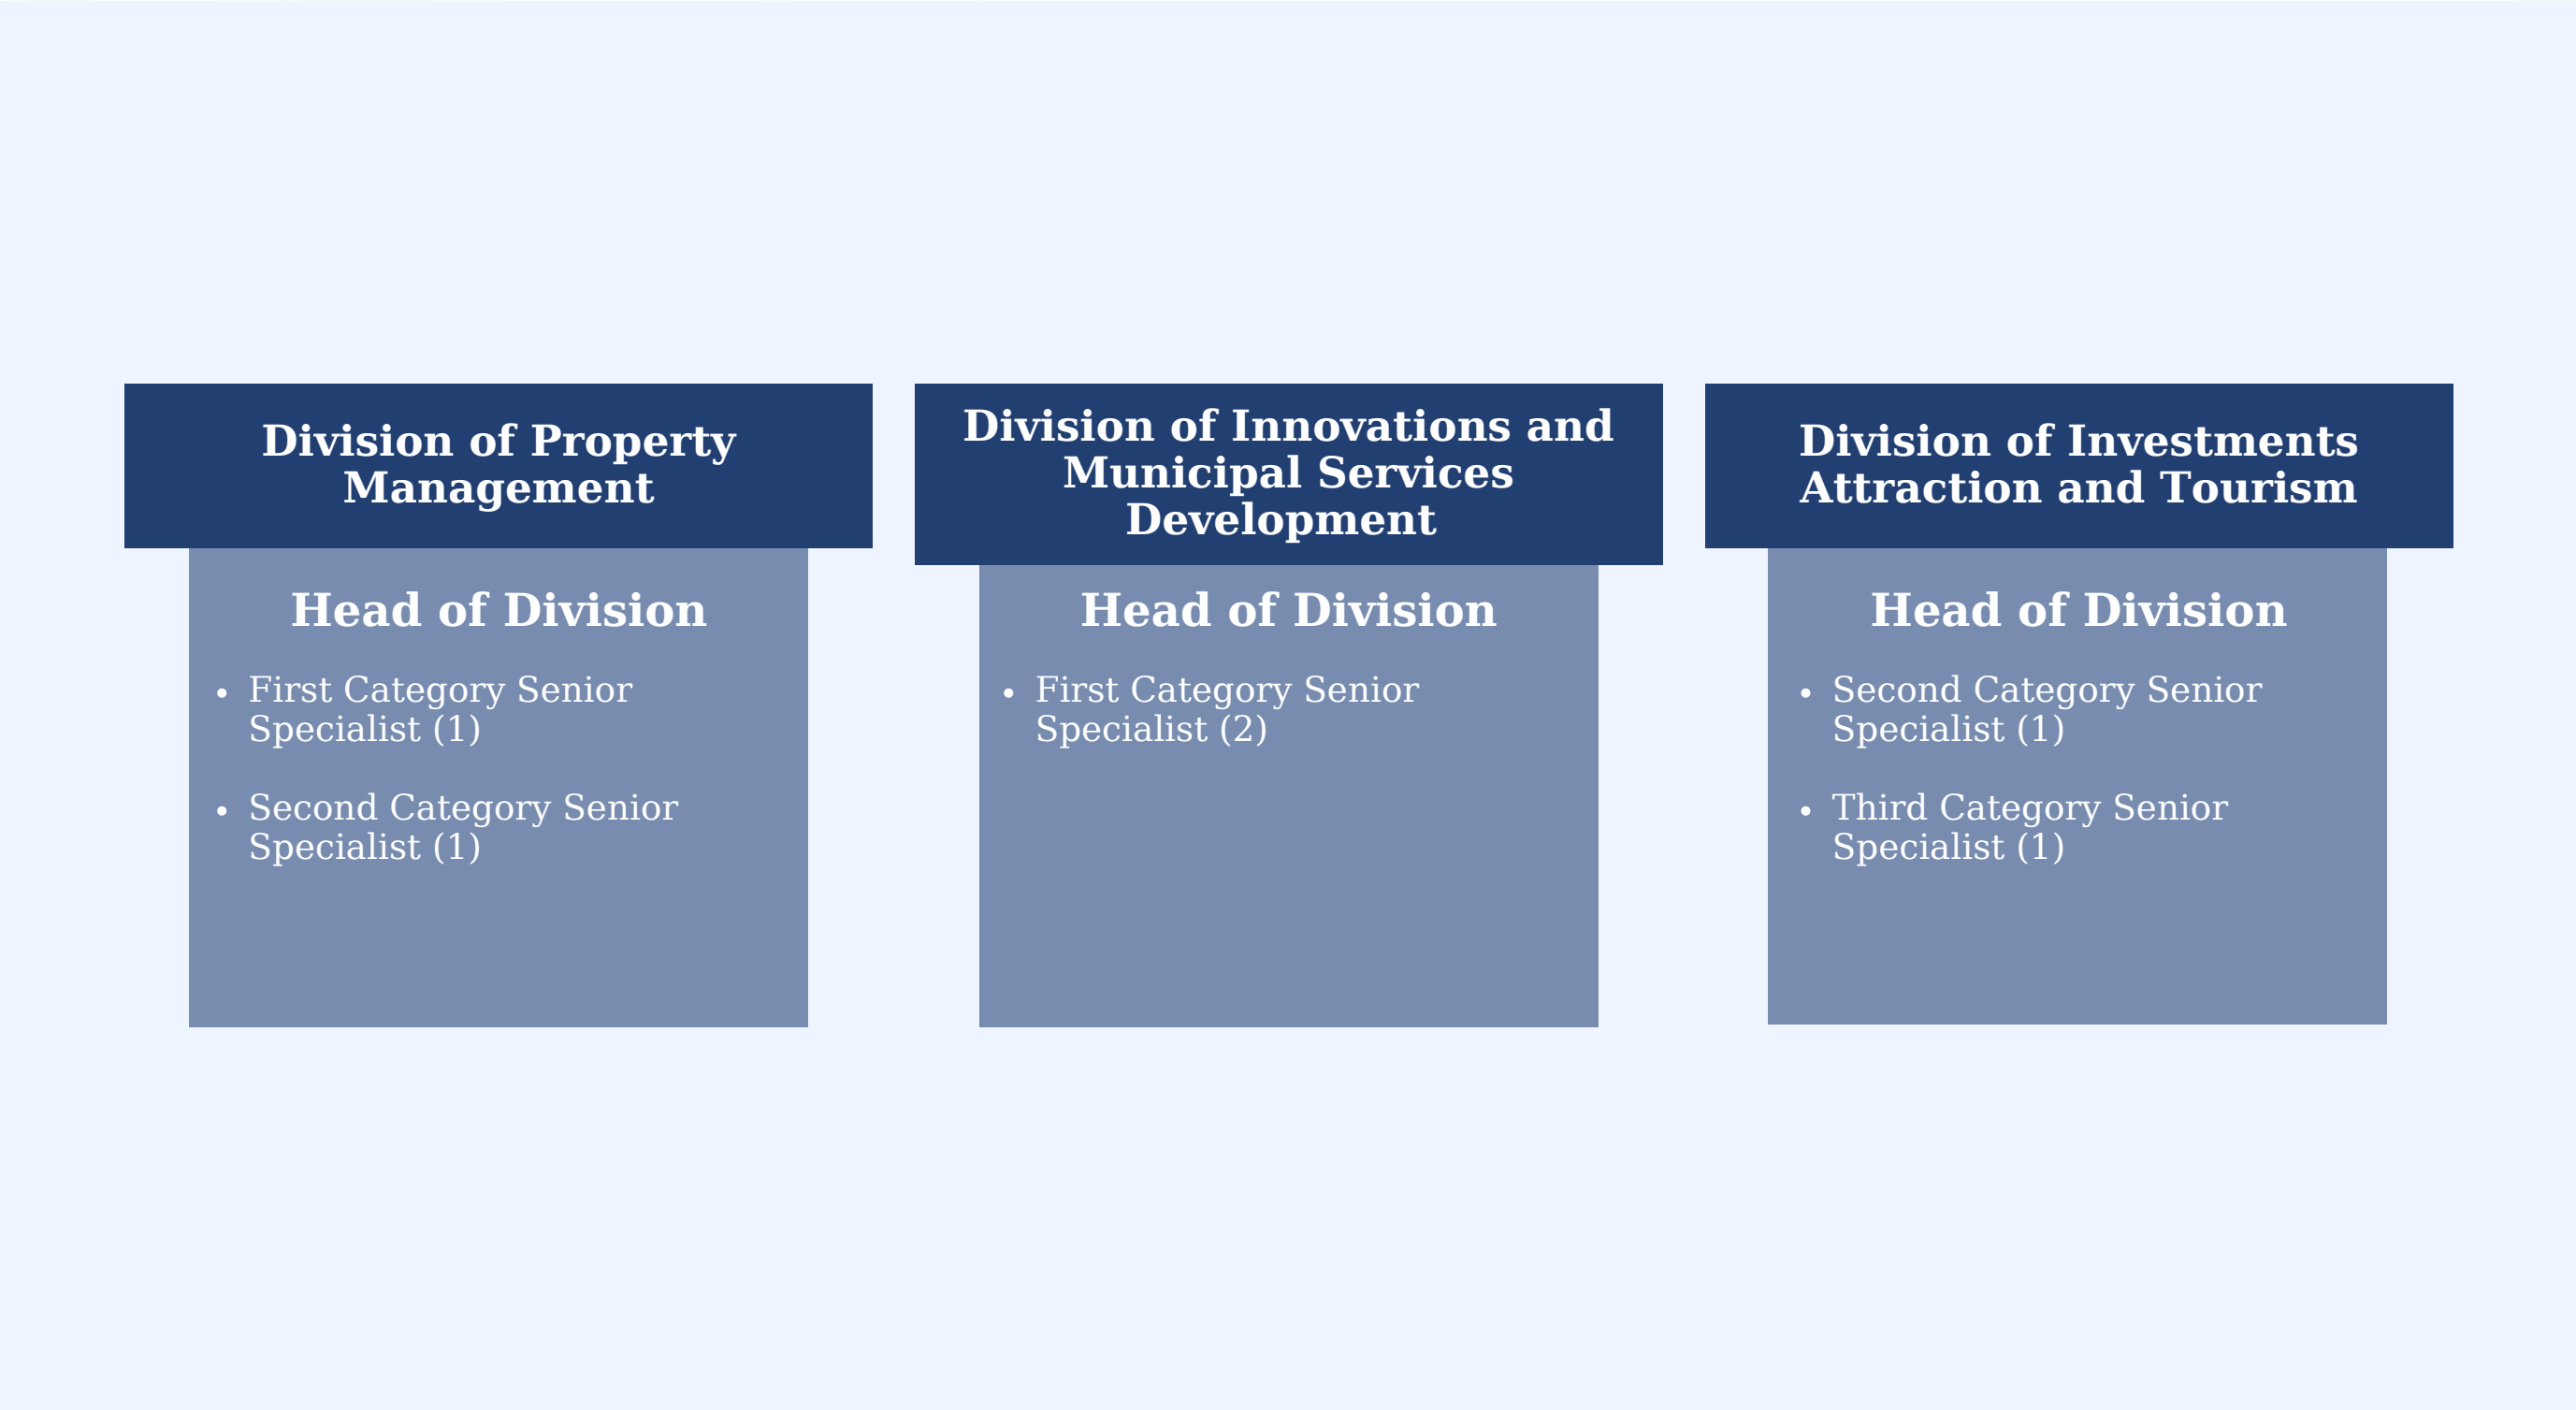 Division of Property
Management
Head of Division
• First Category Senior
Specialist (1)
• Second Category Senior
Specialist (1)
Division of Innovations and
Municipal Services
Development
Head of Division
• First Category Senior
Specialist (2)
Division of Investments
Attraction and Tourism
Head of Division
• Second Category Senior
Specialist (1)
• Third Category Senior
Specialist (1)